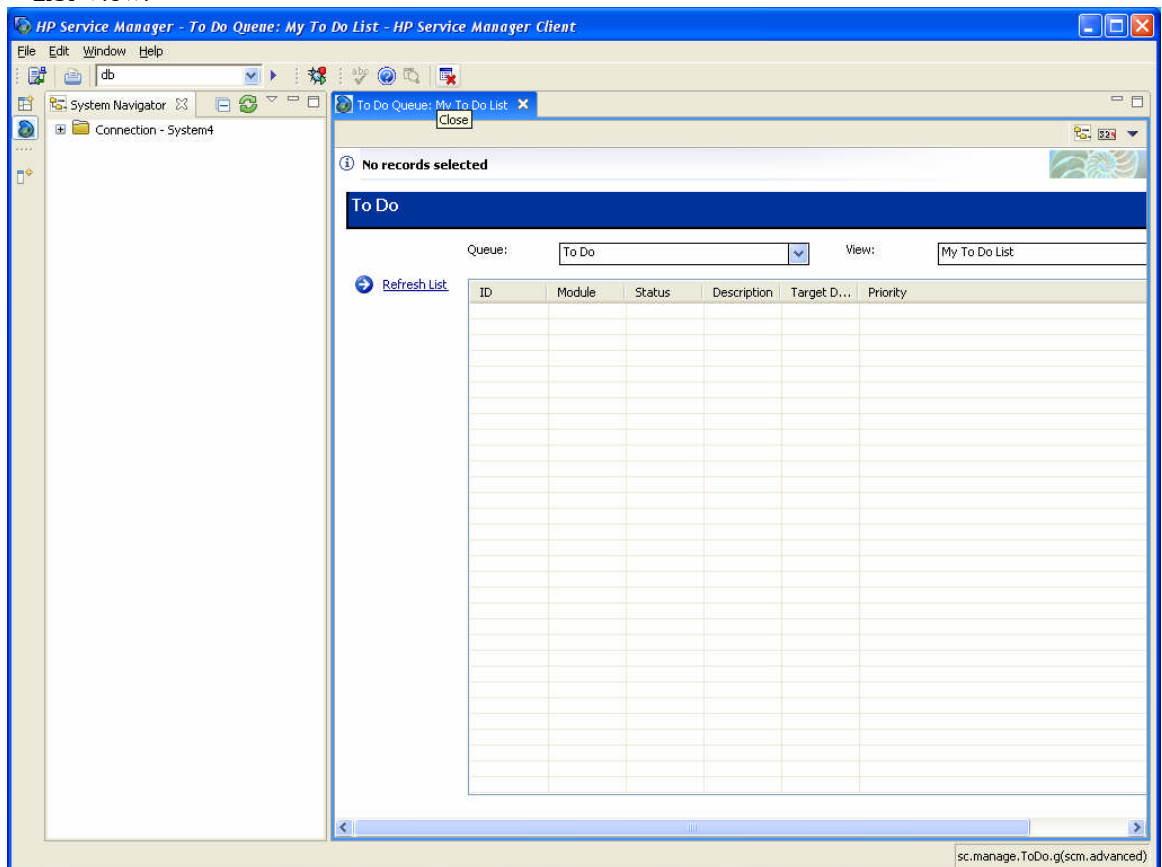 HP Service Manager - To Do Queue: My To Do List - HP Service Manager Client
File Edit Window Help
db
System Navigator
To Do Queue: My To Do List
Close
Connection - System4
No records selected
To Do
Queue: To Do View: My To Do List
Refresh List
ID Module Status Description Target D... Priority
sc.manage.ToDo.g(scm.advanced)